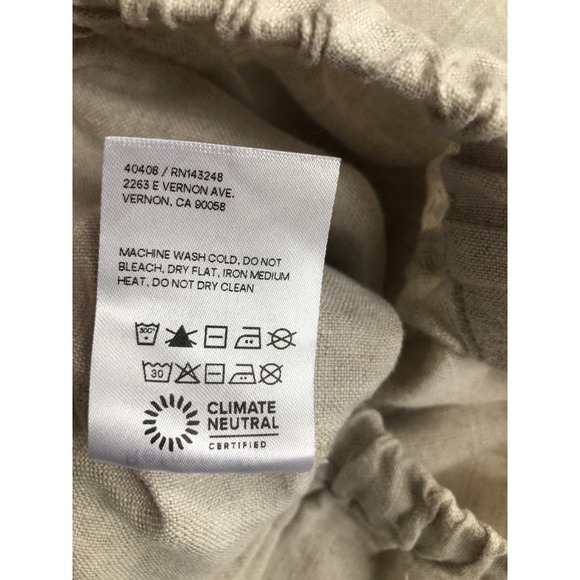 40408 / RN143248
2263 E VERNON AVE.
VERNON, CA 90058
MACHINE WASH COLD, DO NOT
BLEACH, DRY FLAT, IRON MEDIUM
HEAT, DO NOT DRY CLEAN
30°C
30
CLIMATE
NEUTRAL
CERTIFIED